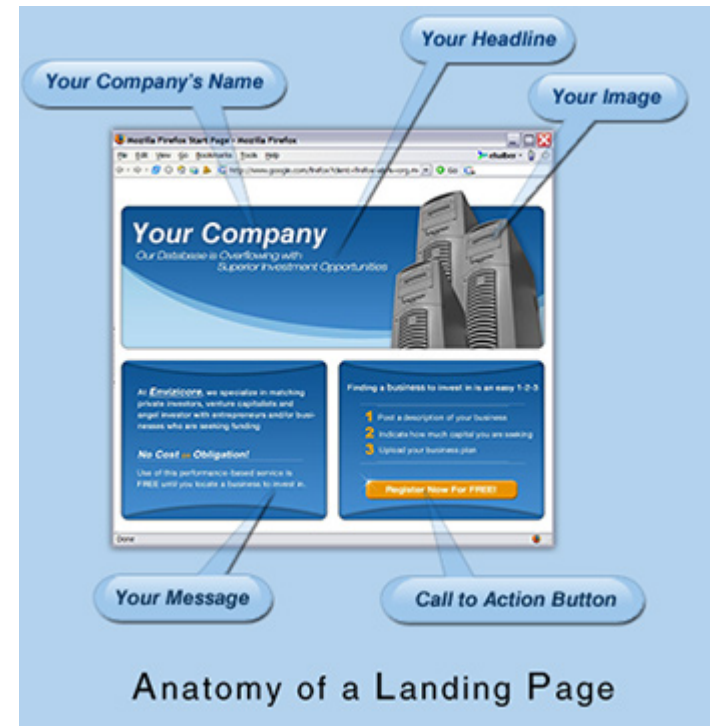 Your Headline
Your Company's Name
Your Image
Mozilla Firefox Start Page - Mozilla Firefox
File Edit View Go Bookmarks Tools Help
Go
Your Company
Our Database is Overflowing with
Superior Investment Opportunities
At Envizicore, we specialize in matching
private investors, venture capitalists and
angel investor with entrepreneurs and/or busi-
nesses who are seeking funding
No Cost or Obligation!
Use of this performance-based service is
FREE until you locate a business to invest in.
Finding a business to invest in is an easy 1-2-3
1 Post a description of your business
2 Indicate how much capital you are seeking
3 Upload your business plan
Register Now For FREE!
Done
Your Message
Call to Action Button
Anatomy of a Landing Page